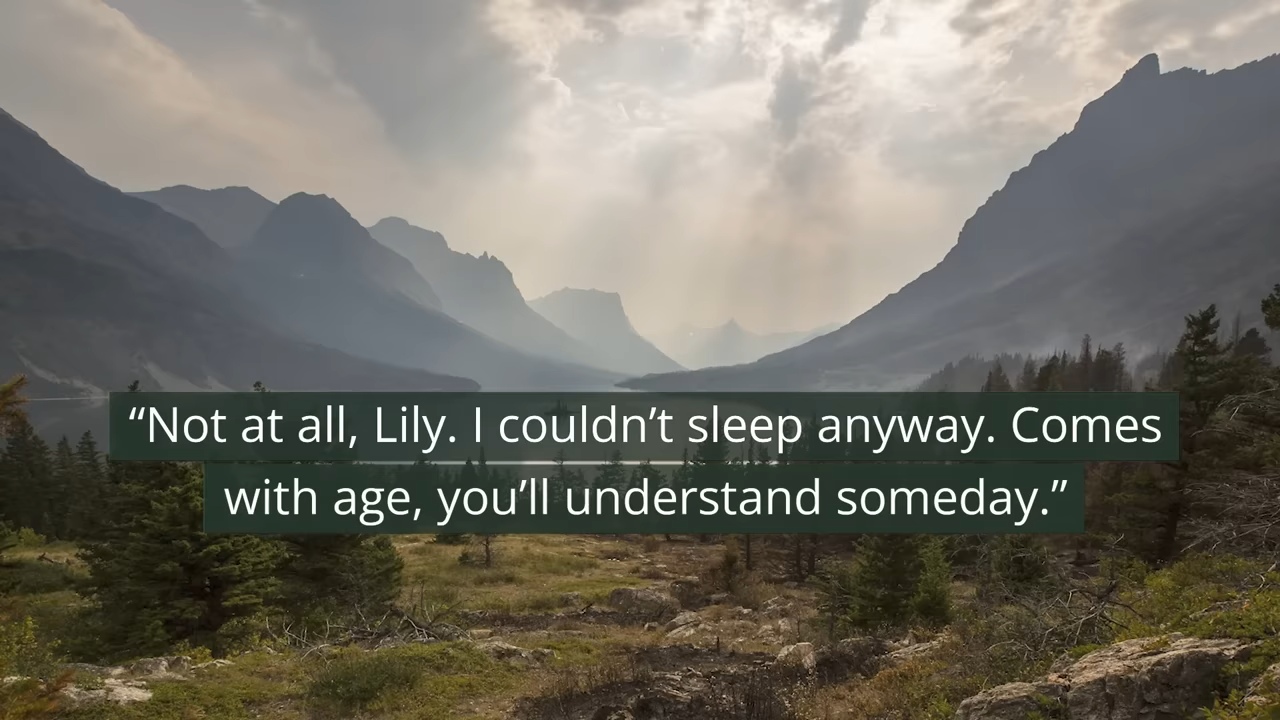 “Not at all, Lily. I couldn’t sleep anyway. Comes
with age, you’ll understand someday.”